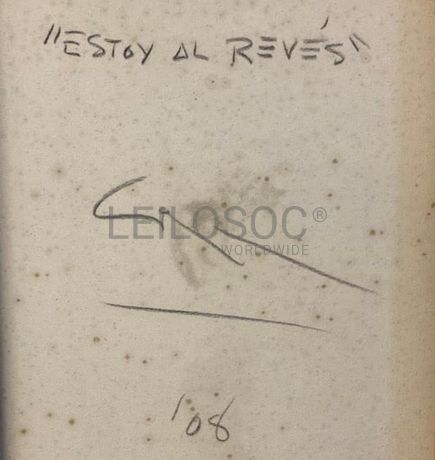 "ESTOY AL REVÉS"
LEILOSOC®
WORLDWIDE
'08